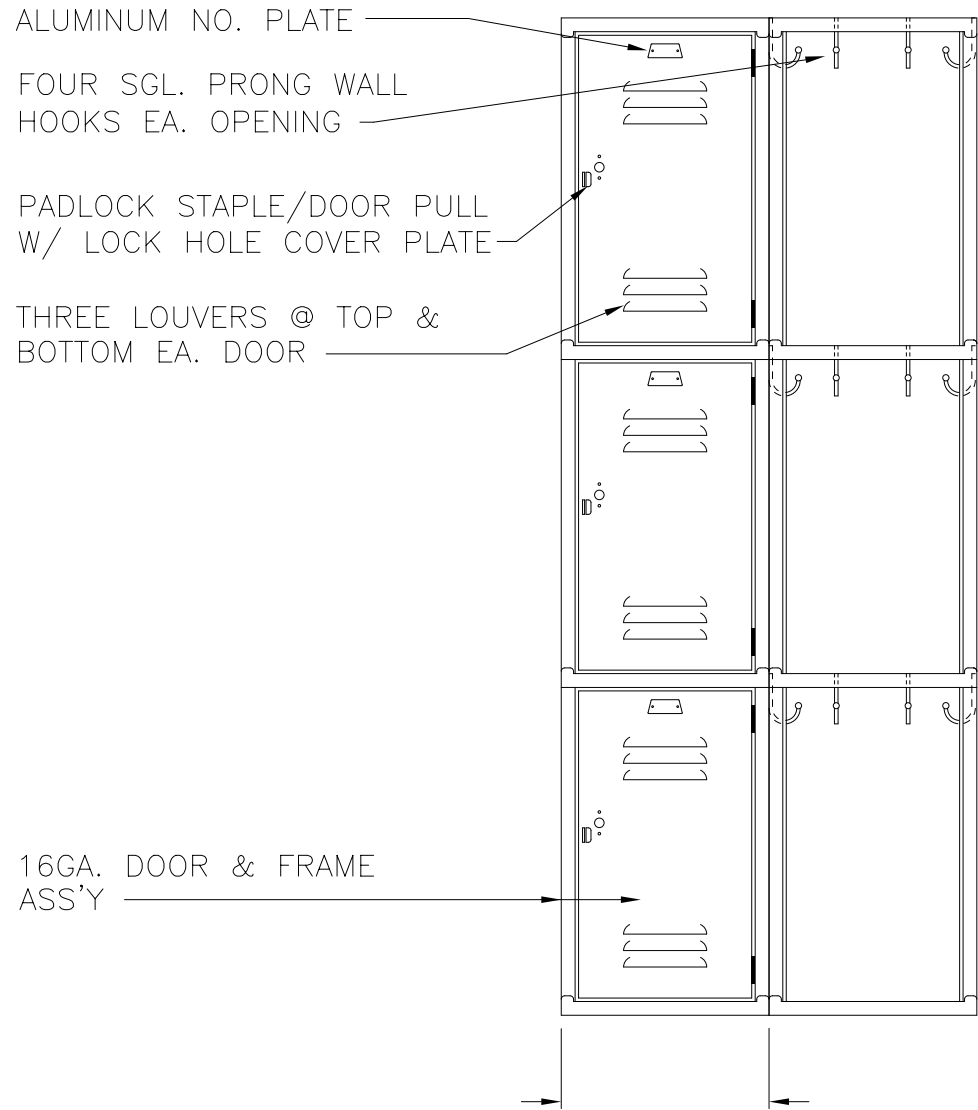 ALUMINUM NO. PLATE
FOUR SGL. PRONG WALL
HOOKS EA. OPENING
PADLOCK STAPLE/DOOR PULL
W/ LOCK HOLE COVER PLATE
THREE LOUVERS @ TOP &
BOTTOM EA. DOOR
16GA. DOOR & FRAME
ASS'Y